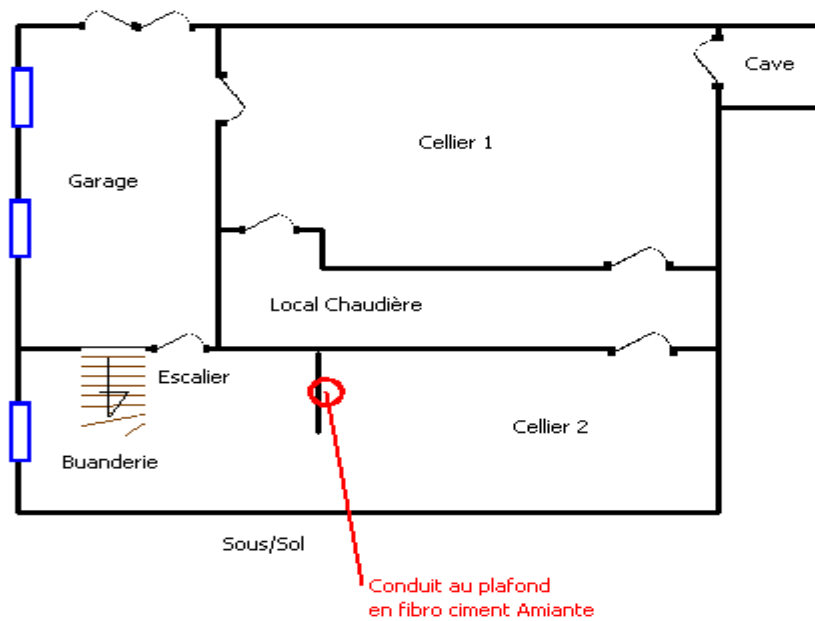 Cave
Cellier 1
Garage
Local Chaudière
Escalier
Cellier 2
Buanderie
Sous/Sol
Conduit au plafond
en fibro ciment Amiante